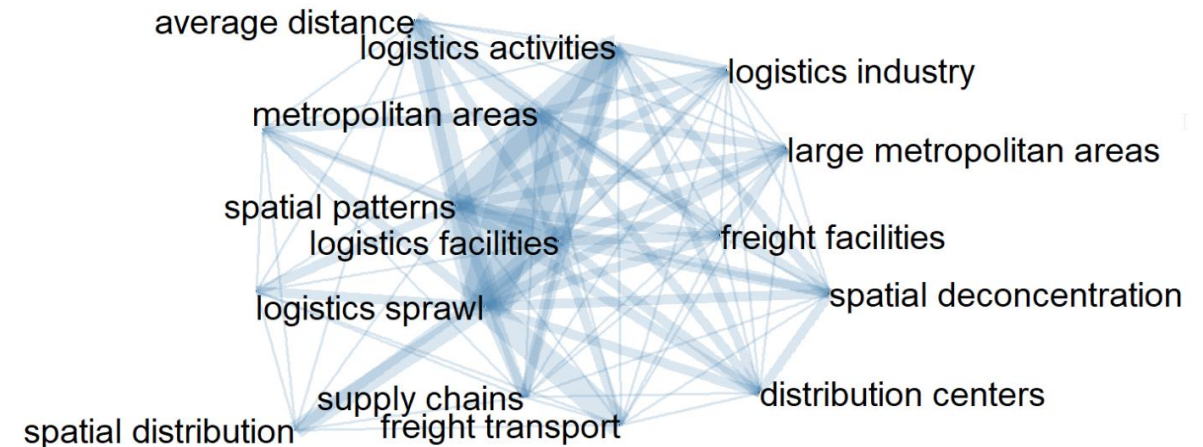 average distance
logistics activities
logistics industry
metropolitan areas
large metropolitan areas
spatial patterns
freight facilities
logistics facilities
spatial deconcentration
logistics sprawl
distribution centers
supply chains
freight transport
spatial distribution